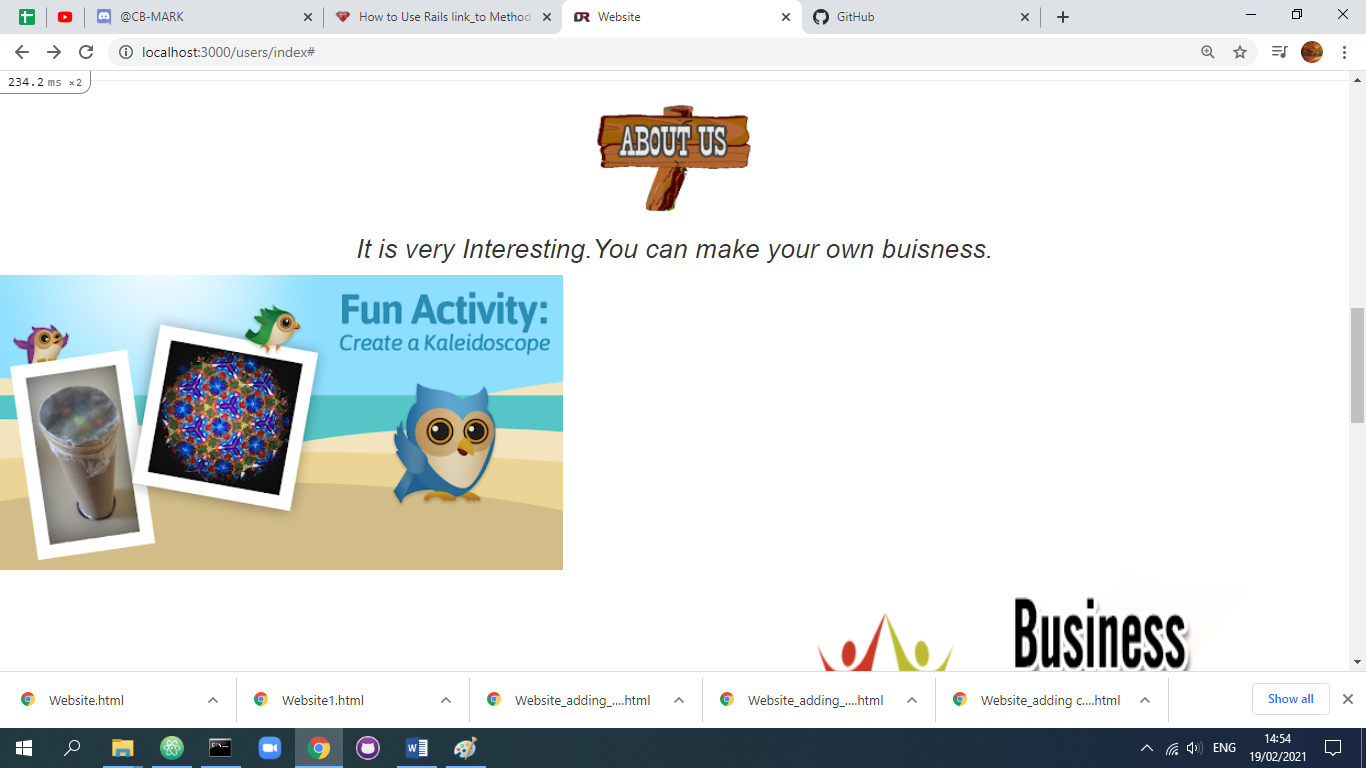 @CB-MARK
How to Use Rails link_to Method
Website
GitHub
localhost:3000/users/index#
234.2 ms ×2
ABOUT US
It is very Interesting.You can make your own buisness.
Fun Activity:
Create a Kaleidoscope
Business
Website.html
Website1.html
Website_adding_....html
Website_adding_....html
Website_adding c....html
Show all
ENG
14:54
19/02/2021